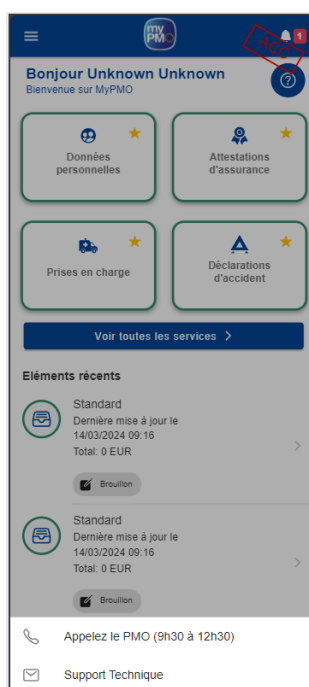 my
PMO
ACC
1
Bonjour Unknown Unknown
Bienvenue sur MyPMO
?
Données
personnelles
Attestations
d'assurance
Prises en charge
Déclarations
d'accident
Voir toutes les services
Eléments récents
Standard
Dernière mise à jour le
14/03/2024 09:16
Total: 0 EUR
Brouillon
Standard
Dernière mise à jour le
14/03/2024 09:16
Total: 0 EUR
Brouillon
Appelez le PMO (9h30 à 12h30)
Support Technique